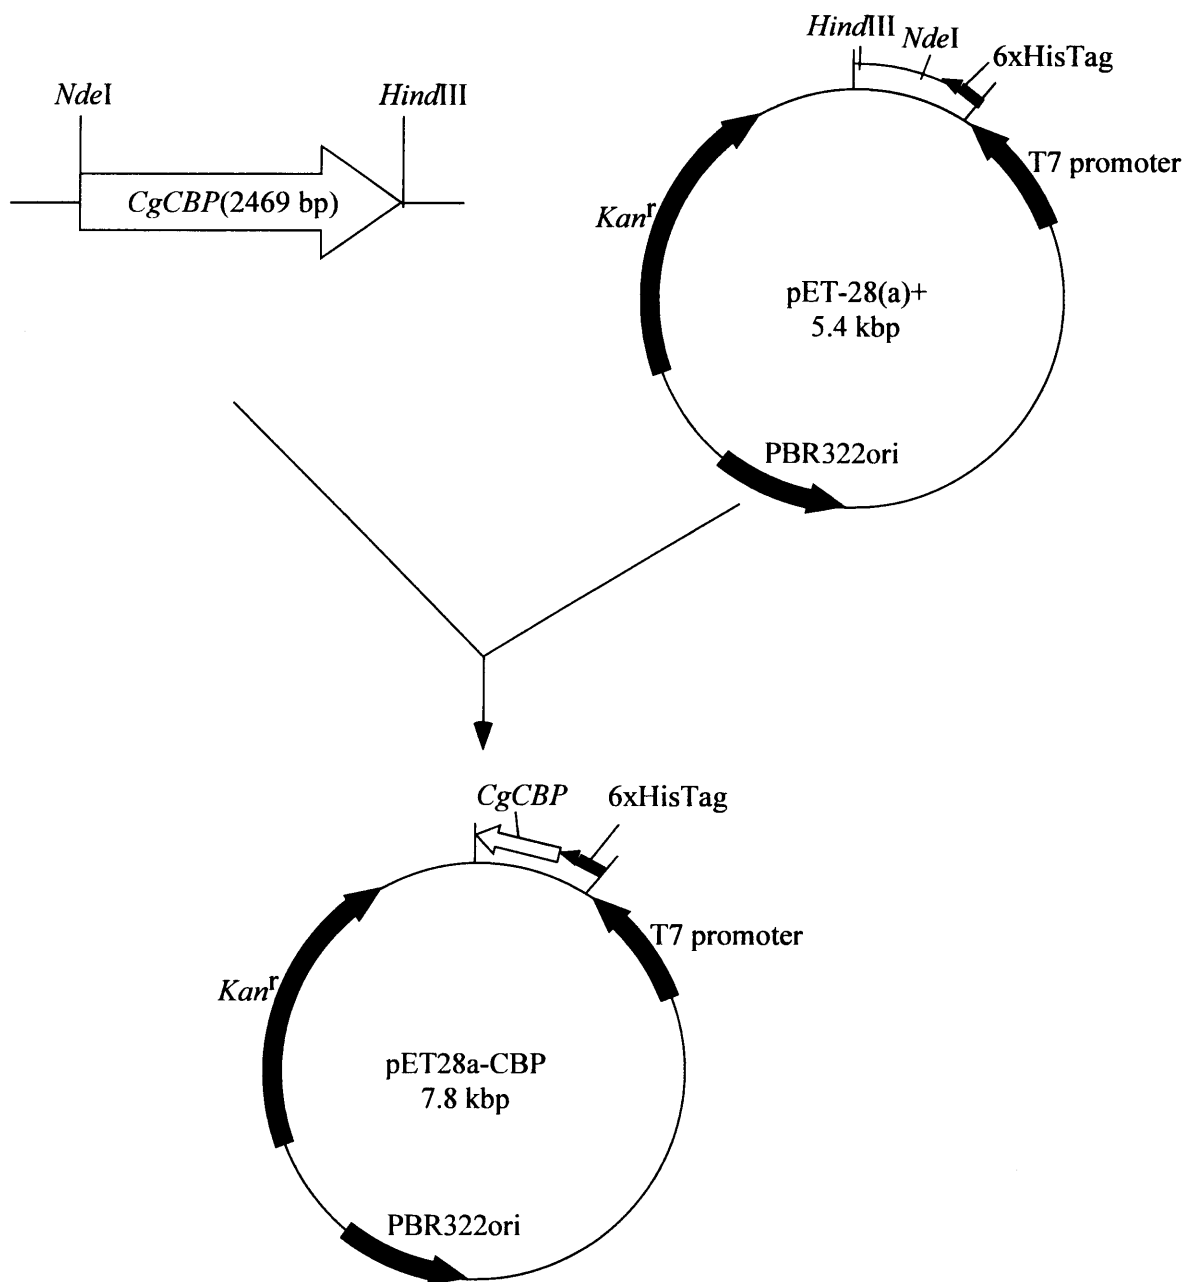 HindIII
NdeI
6xHisTag
NdeI
HindIII
T7 promoter
CgCBP(2469 bp)
Kanr
pET-28(a)+
5.4 kbp
PBR322ori
CgCBP
6xHisTag
T7 promoter
Kanr
pET28a-CBP
7.8 kbp
PBR322ori